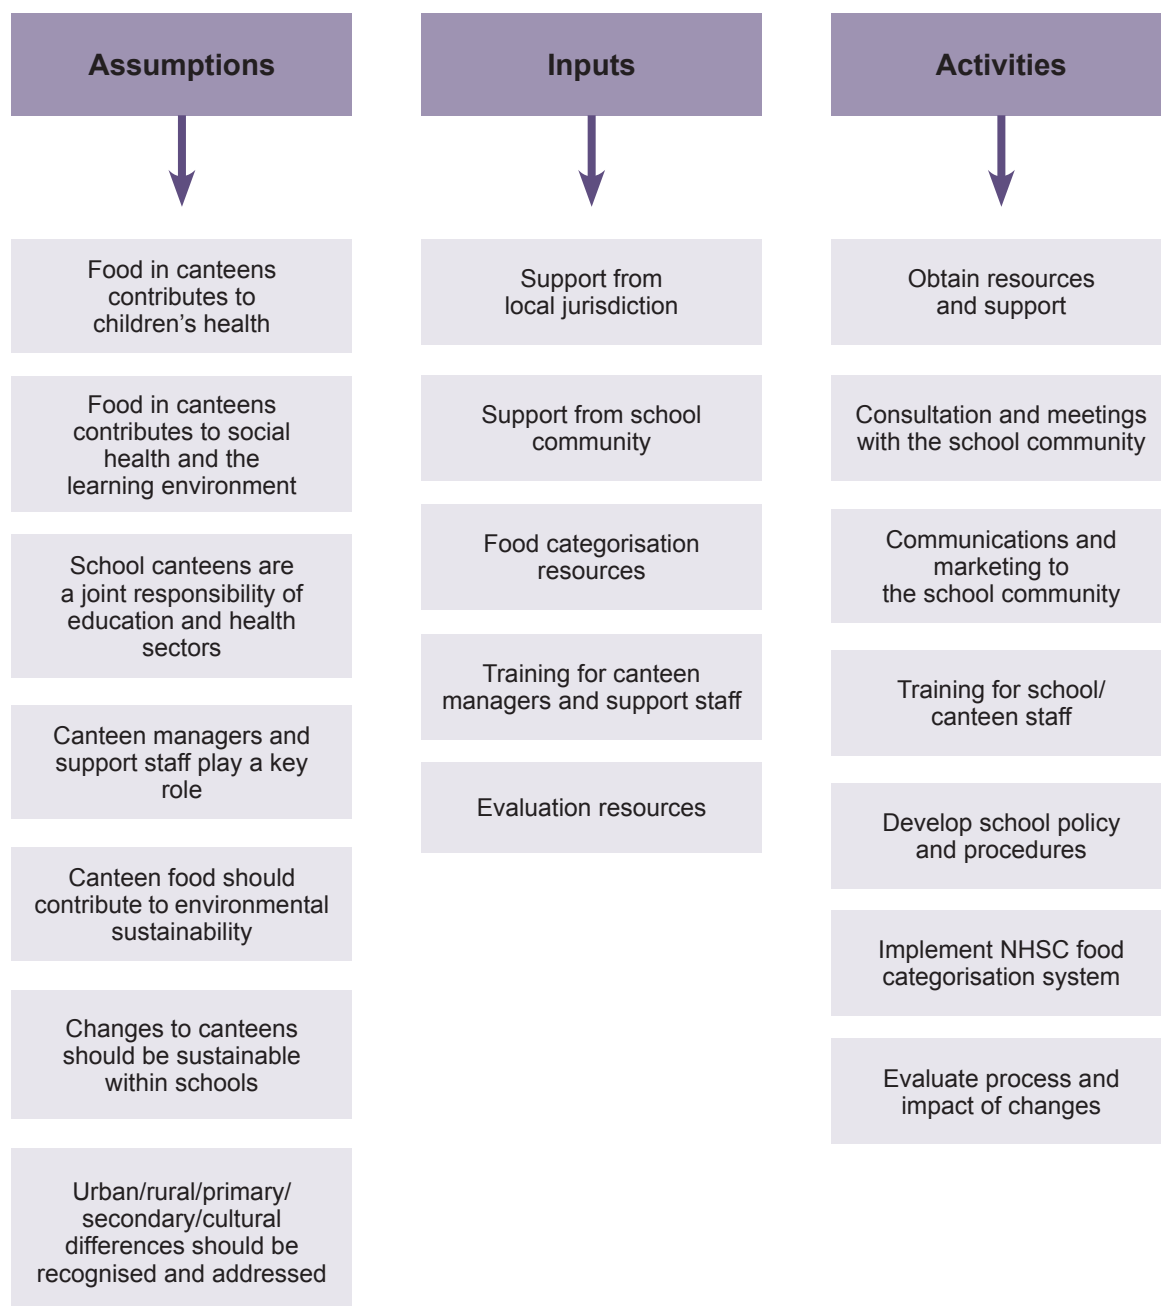 Assumptions
Food in canteens
contributes to
children’s health
Food in canteens
contributes to social
health and the
learning environment
School canteens are
a joint responsibility of
education and health
sectors
Canteen managers and
support staff play a key
role
Canteen food should
contribute to environmental
sustainability
Changes to canteens
should be sustainable
within schools
Urban/rural/primary/
secondary/cultural
differences should be
recognised and addressed
Inputs
Support from
local jurisdiction
Support from school
community
Food categorisation
resources
Training for canteen
managers and support staff
Evaluation resources
Activities
Obtain resources
and support
Consultation and meetings
with the school community
Communications and
marketing to
the school community
Training for school/
canteen staff
Develop school policy
and procedures
Implement NHSC food
categorisation system
Evaluate process and
impact of changes